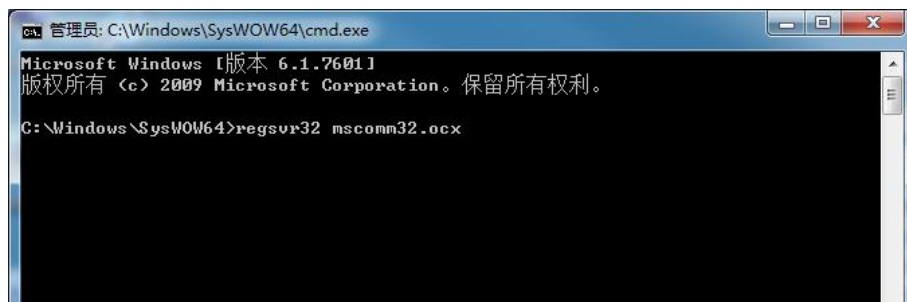 管理员: C:\Windows\SysWOW64\cmd.exe
Microsoft Windows [版本 6.1.7601]
版权所有 (c) 2009 Microsoft Corporation。保留所有权利。
C:\Windows\SysWOW64>regsvr32 mscomm32.ocx